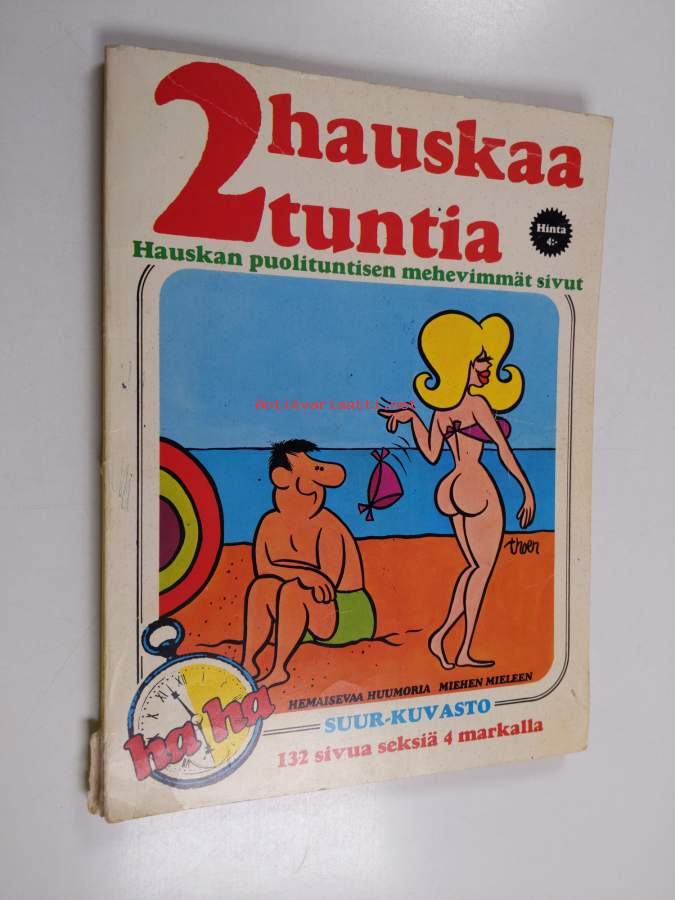 2 hauskaa
tuntia
Hinta
4:-
Hauskan puolituntisen mehevimmät sivut
Antikvariaatti.net
thoen
HEMAISEVAA HUUMORIA MIEHEN MIELEEN
ha ha
SUUR-KUVASTO
132 sivua seksiä 4 markalla